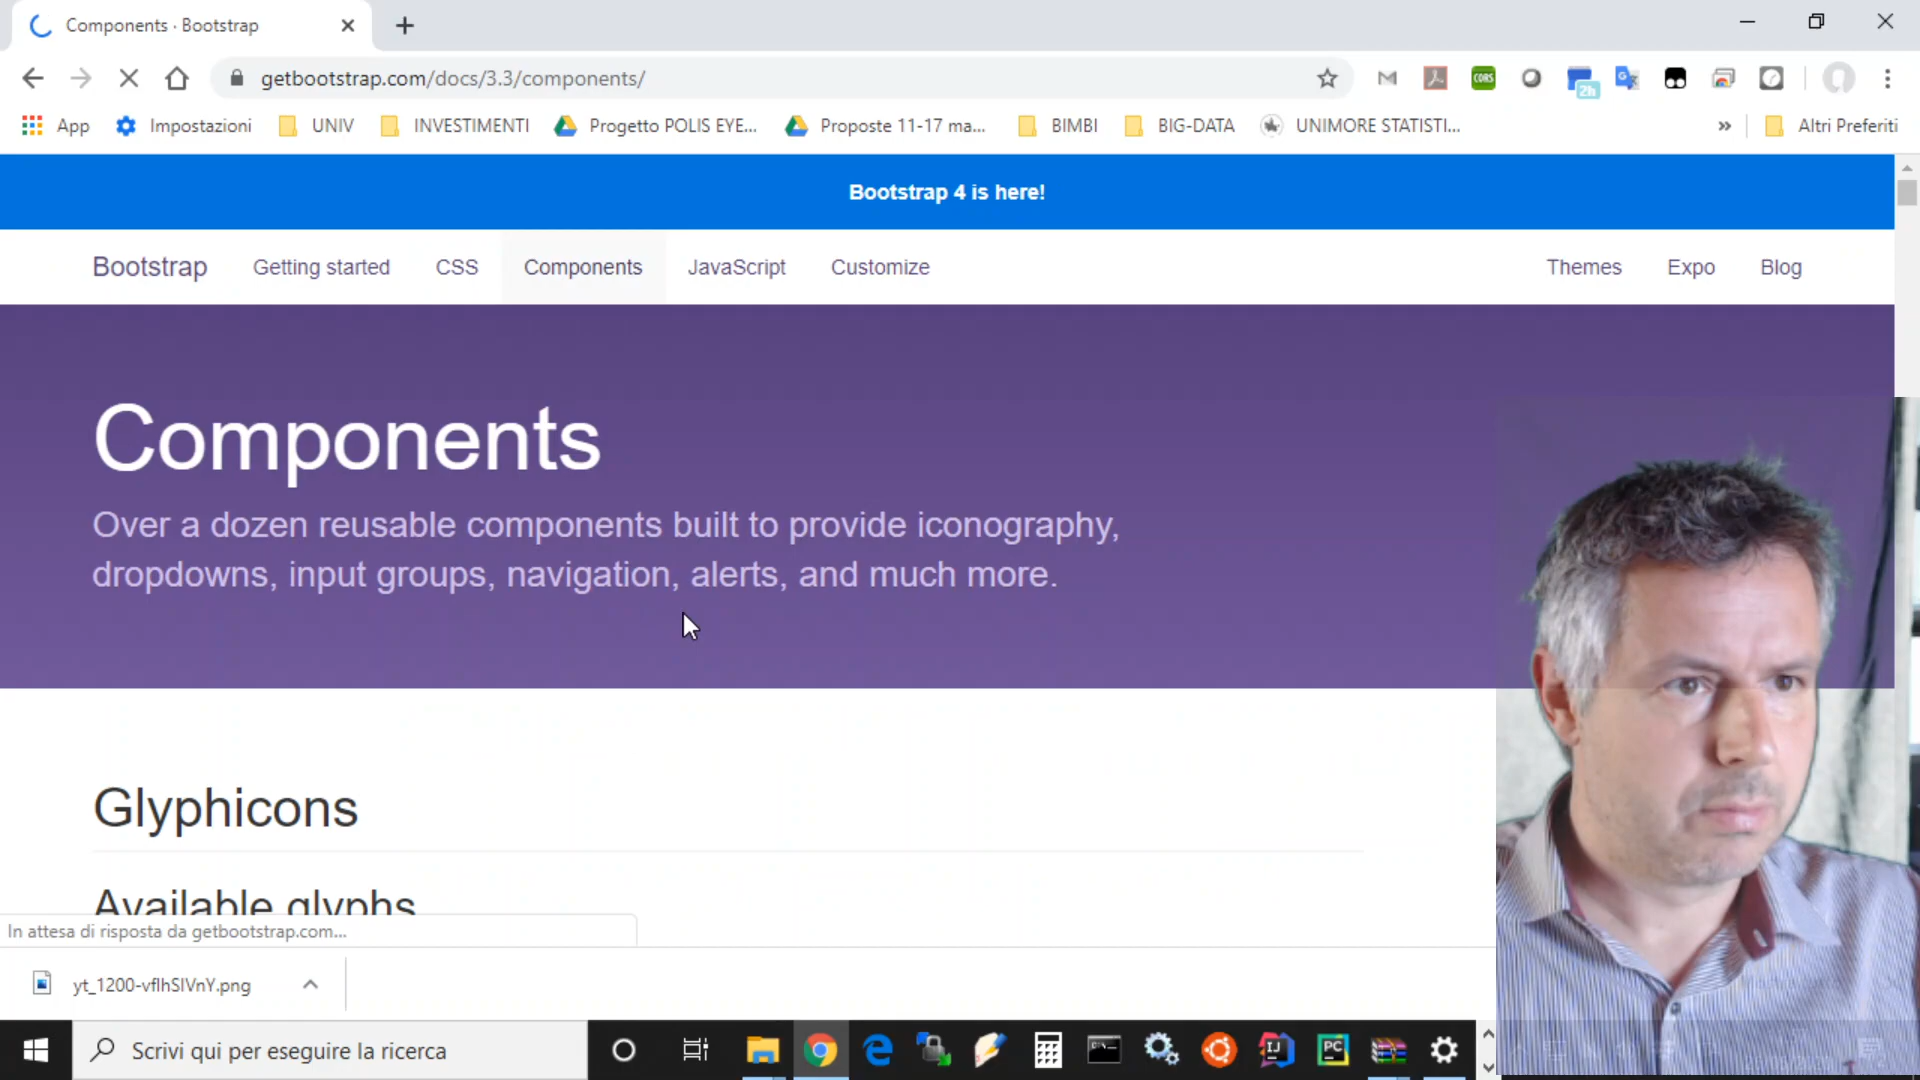 Components · Bootstrap
getbootstrap.com/docs/3.3/components/
CORS
2h
App
Impostazioni
UNIV
INVESTIMENTI
Progetto POLIS EYE...
Proposte 11-17 ma...
BIMBI
BIG-DATA
UNIMORE STATISTI...
»
Altri Preferiti
Bootstrap 4 is here!
Bootstrap
Getting started
CSS
Components
JavaScript
Customize
Themes
Expo
Blog
Components
Over a dozen reusable components built to provide iconography,
dropdowns, input groups, navigation, alerts, and much more.
Glyphicons
Available glyphs
In attesa di risposta da getbootstrap.com...
yt_1200-vflhSIVnY.png
Scrivi qui per eseguire la ricerca
IJ
PC